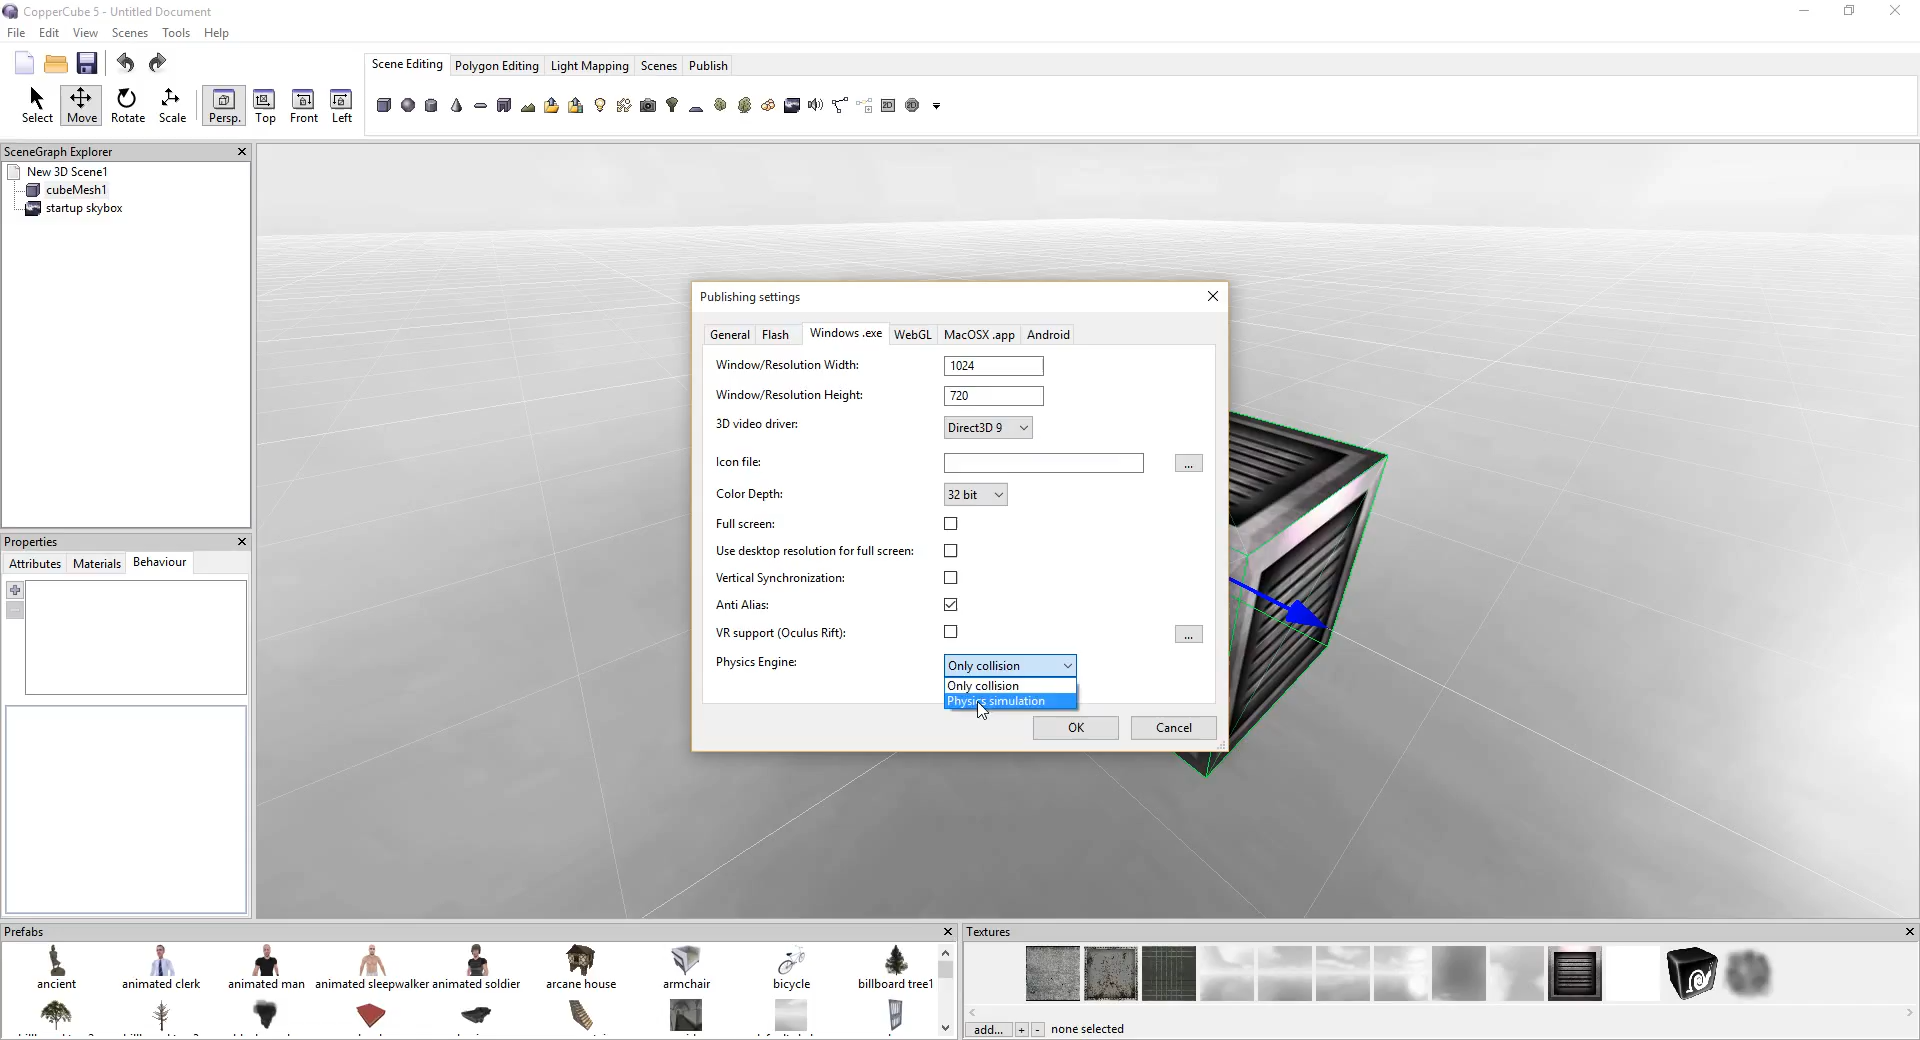 CopperCube 5 - Untitled Document
File Edit View Scenes Tools Help
Scene Editing Polygon Editing Light Mapping Scenes Publish
Select Move Rotate Scale Persp. Top Front Left
2D 2D
SceneGraph Explorer
New 3D Scene1
cubeMesh1
startup skybox
Properties
Attributes Materials Behaviour
Publishing settings
General Flash Windows .exe WebGL MacOSX .app Android
Window/Resolution Width: 1024
Window/Resolution Height: 720
3D video driver: Direct3D 9
Icon file: ...
Color Depth: 32 bit
Full screen:
Use desktop resolution for full screen:
Vertical Synchronization:
Anti Alias:
VR support (Oculus Rift): ...
Physics Engine: Only collision
Only collision
Physics simulation
OK Cancel
Prefabs
ancient animated clerk animated man animated sleepwalker animated soldier arcane house armchair bicycle billboard tree1
Textures
add... + - none selected